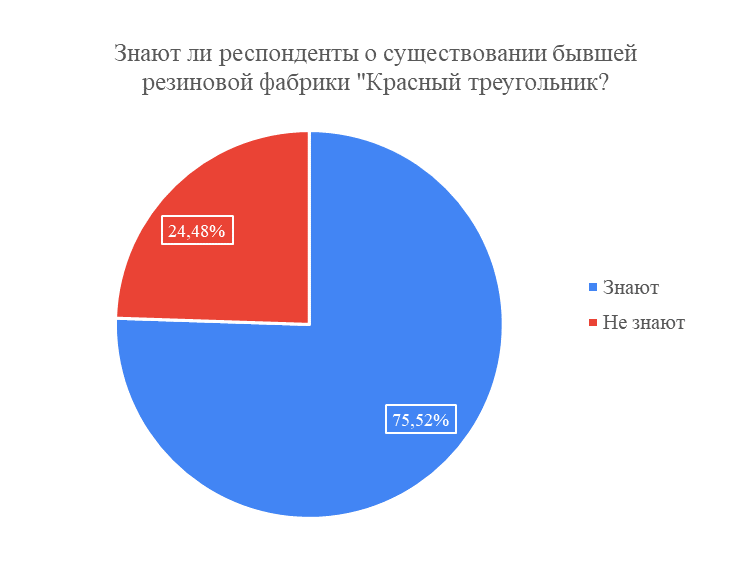 Знают ли респонденты о существовании бывшей
резиновой фабрики "Красный треугольник?
24,48%
Знают
Не знают
75,52%